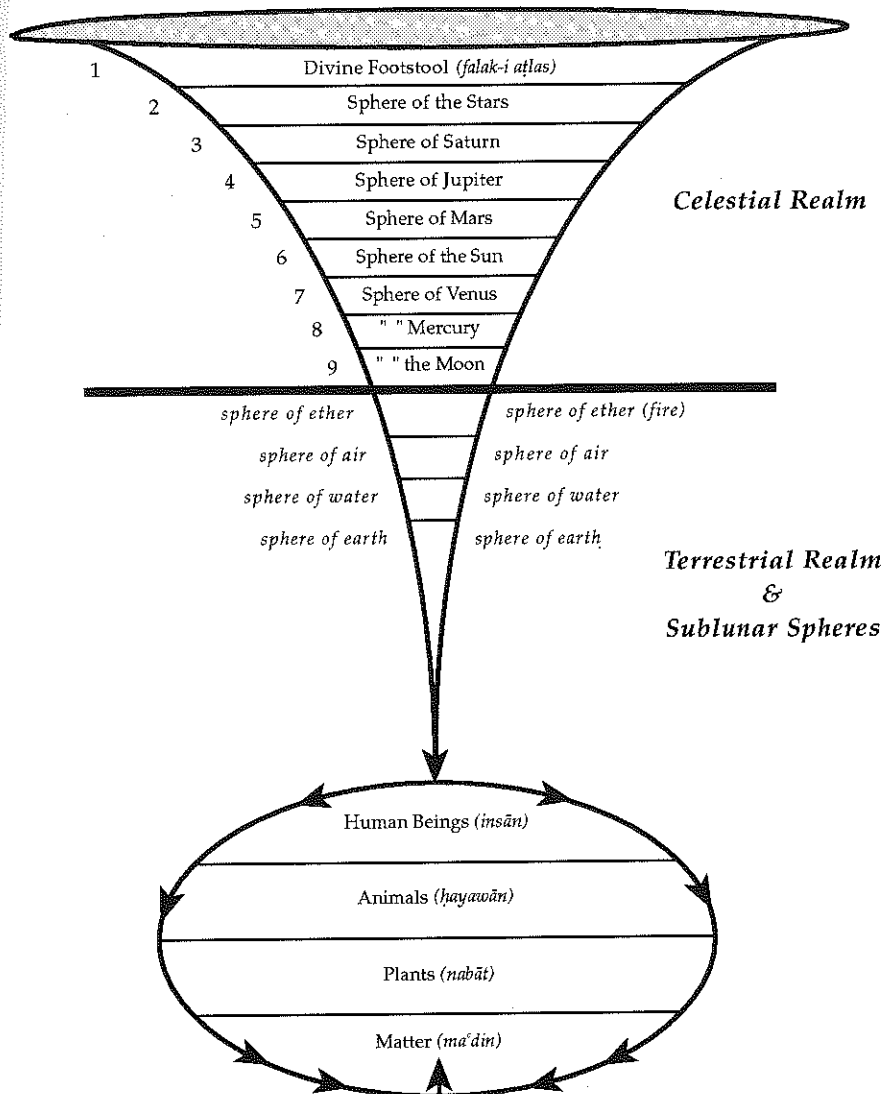 1 Divine Footstool (falak-i aṭlas)
2 Sphere of the Stars
3 Sphere of Saturn
4 Sphere of Jupiter
Celestial Realm
5 Sphere of Mars
6 Sphere of the Sun
7 Sphere of Venus
8 " " Mercury
9 " " the Moon
sphere of ether sphere of ether (fire)
sphere of air sphere of air
sphere of water sphere of water
sphere of earth sphere of earth
Terrestrial Realm
&
Sublunar Spheres
Human Beings (insān)
Animals (ḥayawān)
Plants (nabāt)
Matter (maʿdin)